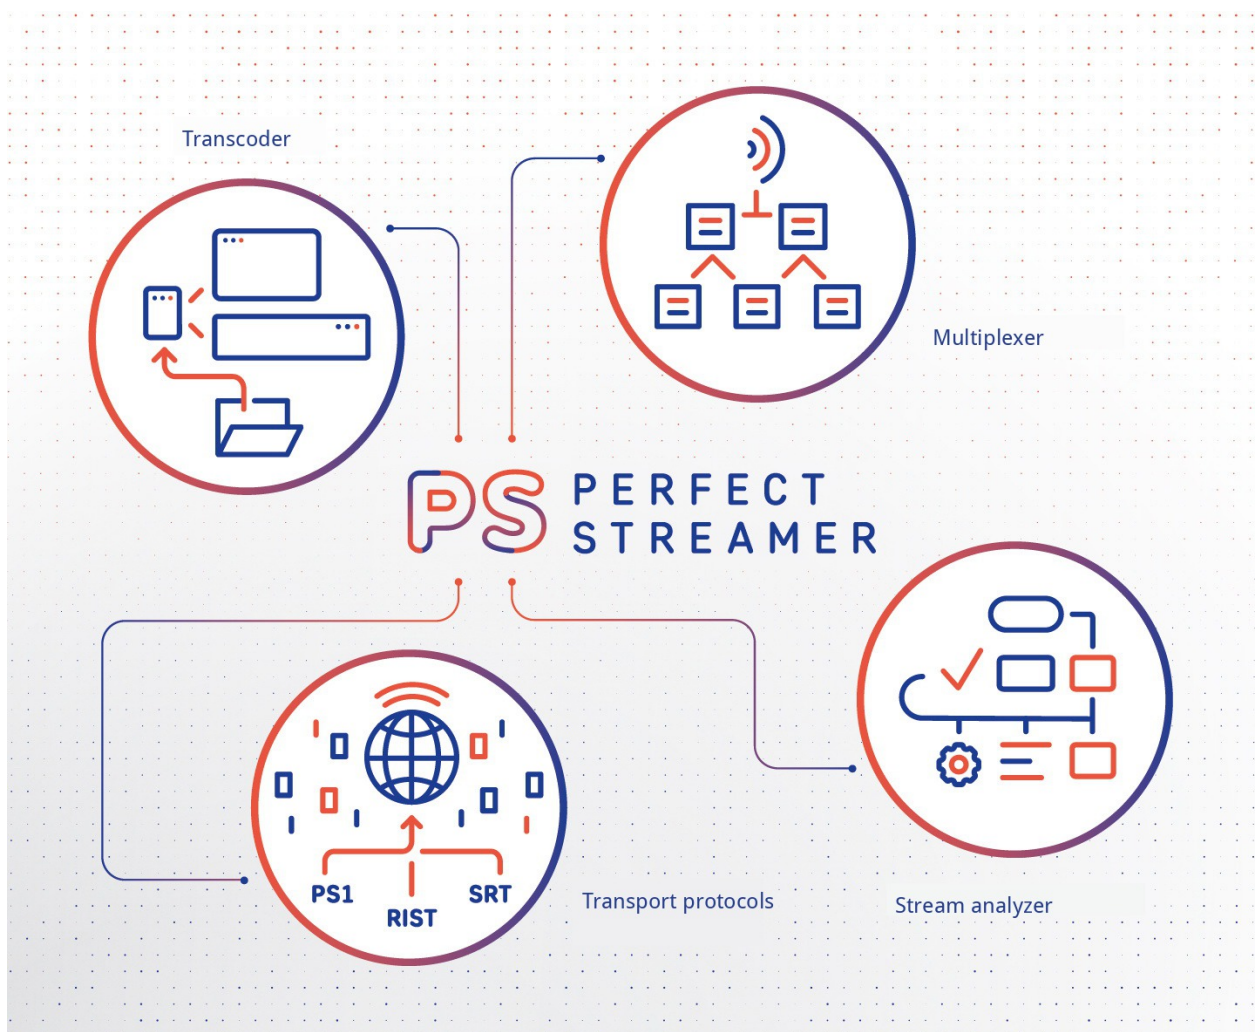 Transcoder
Multiplexer
PS PERFECT
STREAMER
PS1
SRT
RIST
Transport protocols
Stream analyzer